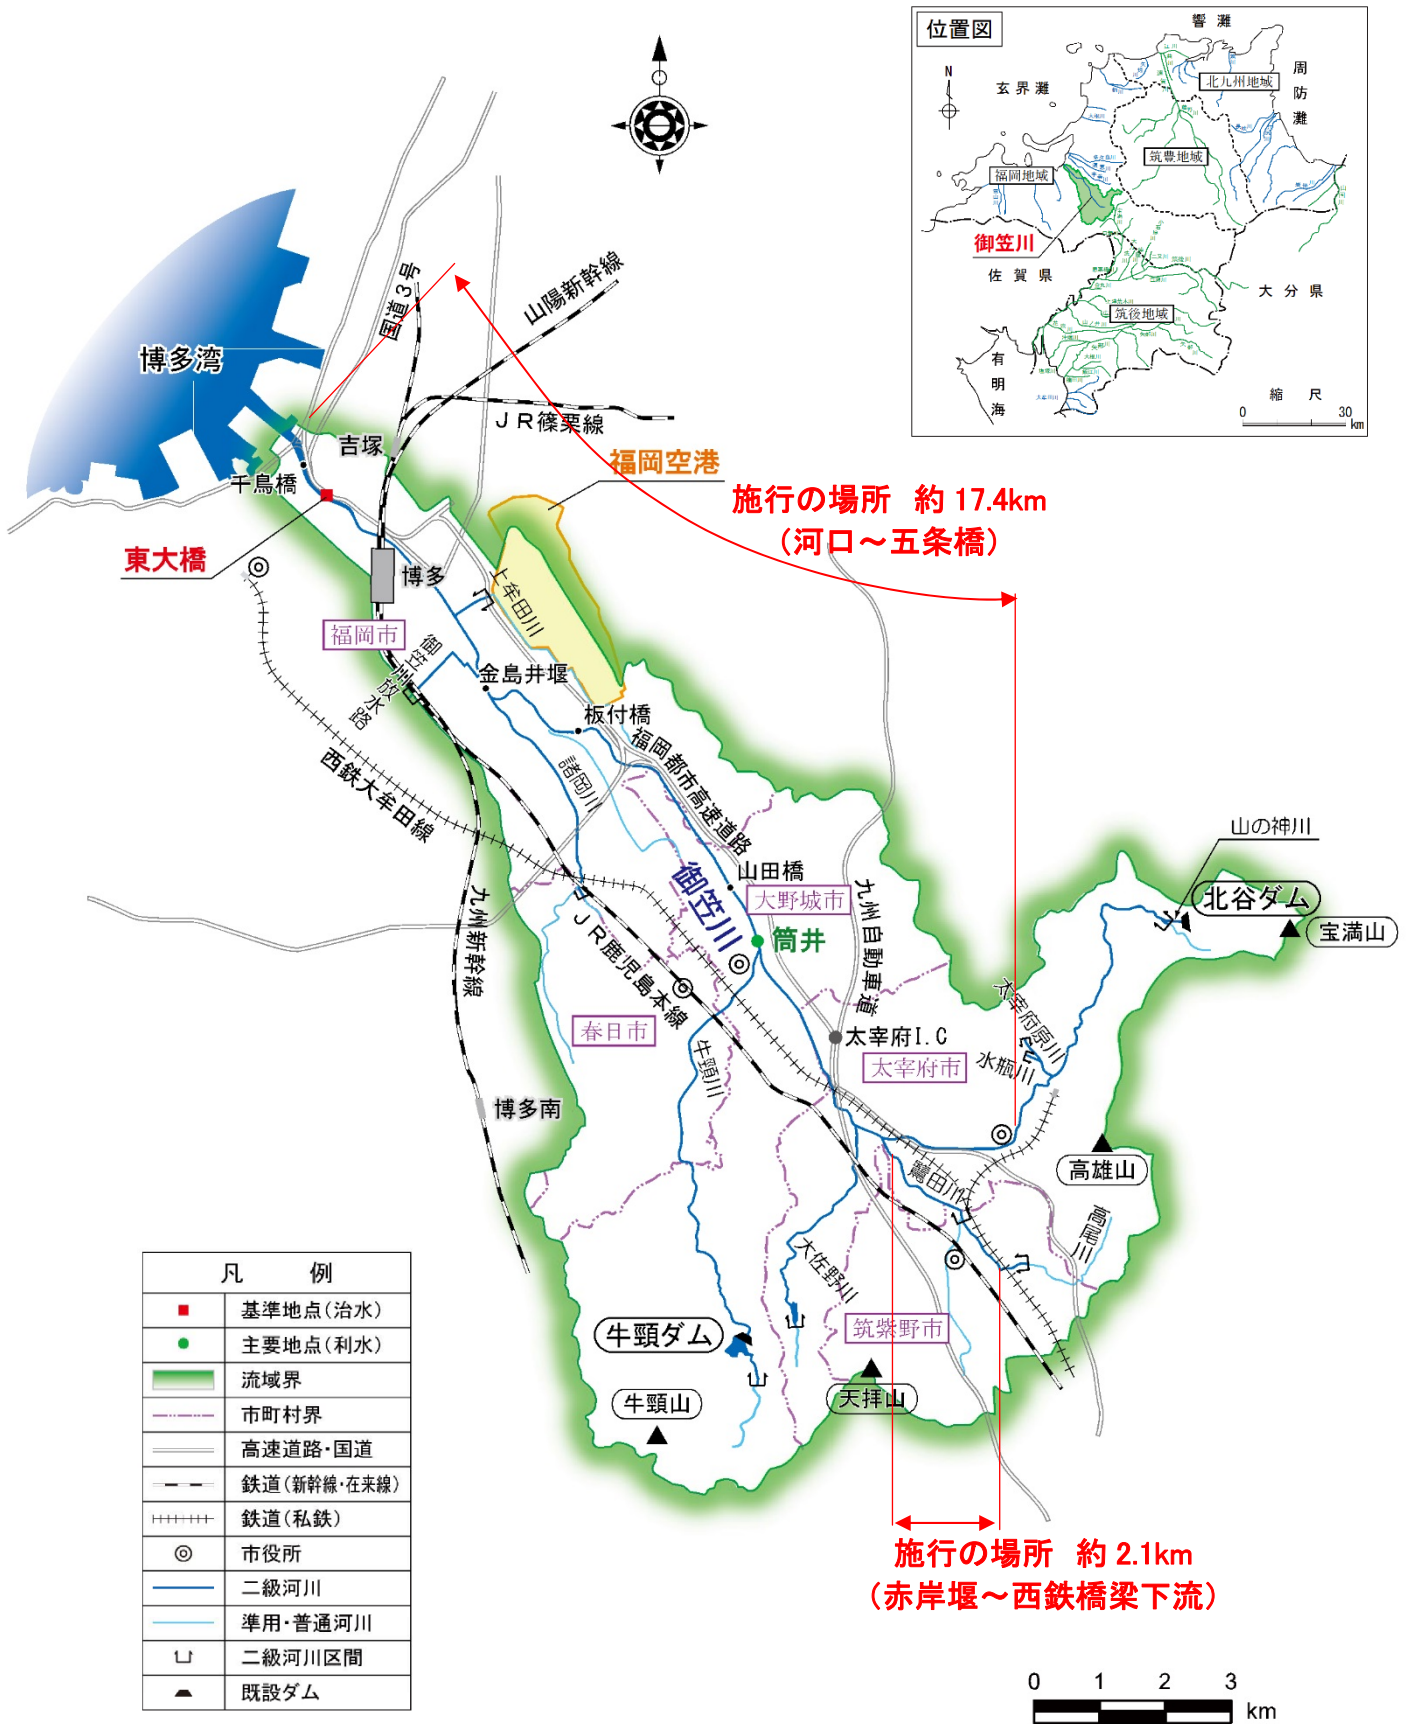 位置図
響灘
玄界灘
周防灘
北九州地域
筑豊地域
福岡地域
御笠川
佐賀県
大分県
筑後地域
有明海
縮尺
0 30
km
N
国道3号
山陽新幹線
博多湾
JR篠栗線
吉塚
福岡空港
千鳥橋
施行の場所 約 17.4km
(河口~五条橋)
東大橋
博多
上牟田川
福岡市
御笠川放水路
金島井堰
板付橋
福岡都市高速道路
諸岡川
西鉄大牟田線
山の神川
山田橋
御笠川
大野城市
九州自動車道
北谷ダム
宝満山
筒井
九州新幹線
JR鹿児島本線
太宰府原川
春日市
太宰府I.C
水瓶川
太宰府市
牛頸川
博多南
高雄山
鷺田川
高尾川
大佐野川
筑紫野市
牛頸ダム
牛頸山
天拝山
施行の場所 約 2.1km
(赤岸堰~西鉄橋梁下流)
凡 例
基準地点(治水)
主要地点(利水)
流域界
市町村界
高速道路・国道
鉄道(新幹線・在来線)
鉄道(私鉄)
市役所
二級河川
準用・普通河川
二級河川区間
既設ダム
0 1 2 3
km